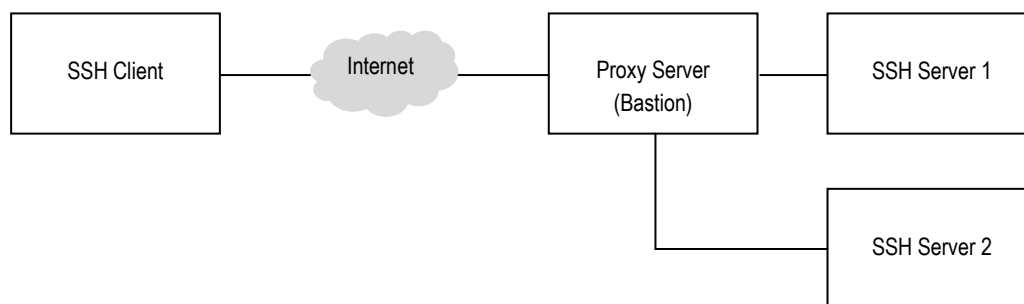 SSH Client
Internet
Proxy Server
(Bastion)
SSH Server 1
SSH Server 2